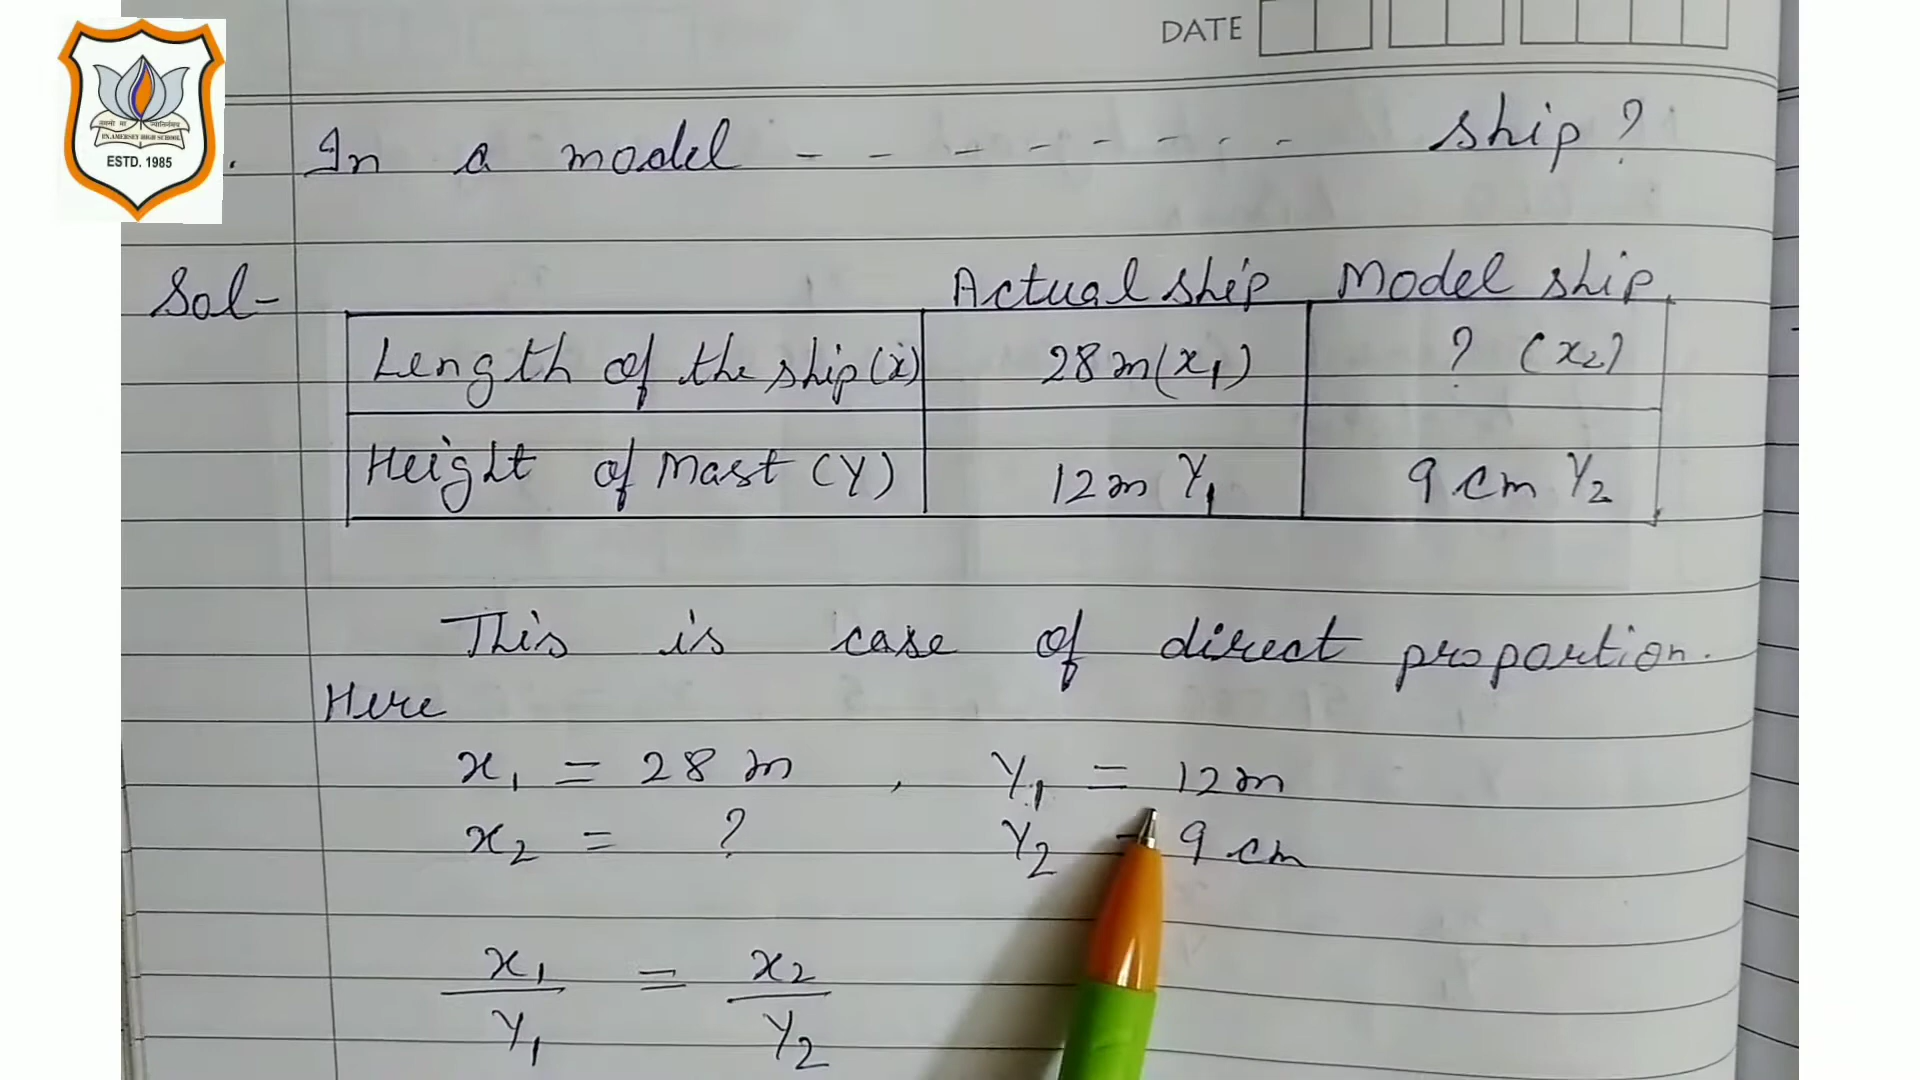 DATE
ESTD. 1985
. In a model - - - - - - - - ship ?
Sol- Actual ship Model ship
Length of the ship (x) 28 m (x₁) ? (x₂)
Height of Mast (Y) 12 m Y₁ 9 cm Y₂
This is case of direct proportion.
Here
x₁ = 28 m , Y₁ = 12 m
x₂ = ? Y₂ = 9 cm
x₁/Y₁ = x₂/Y₂